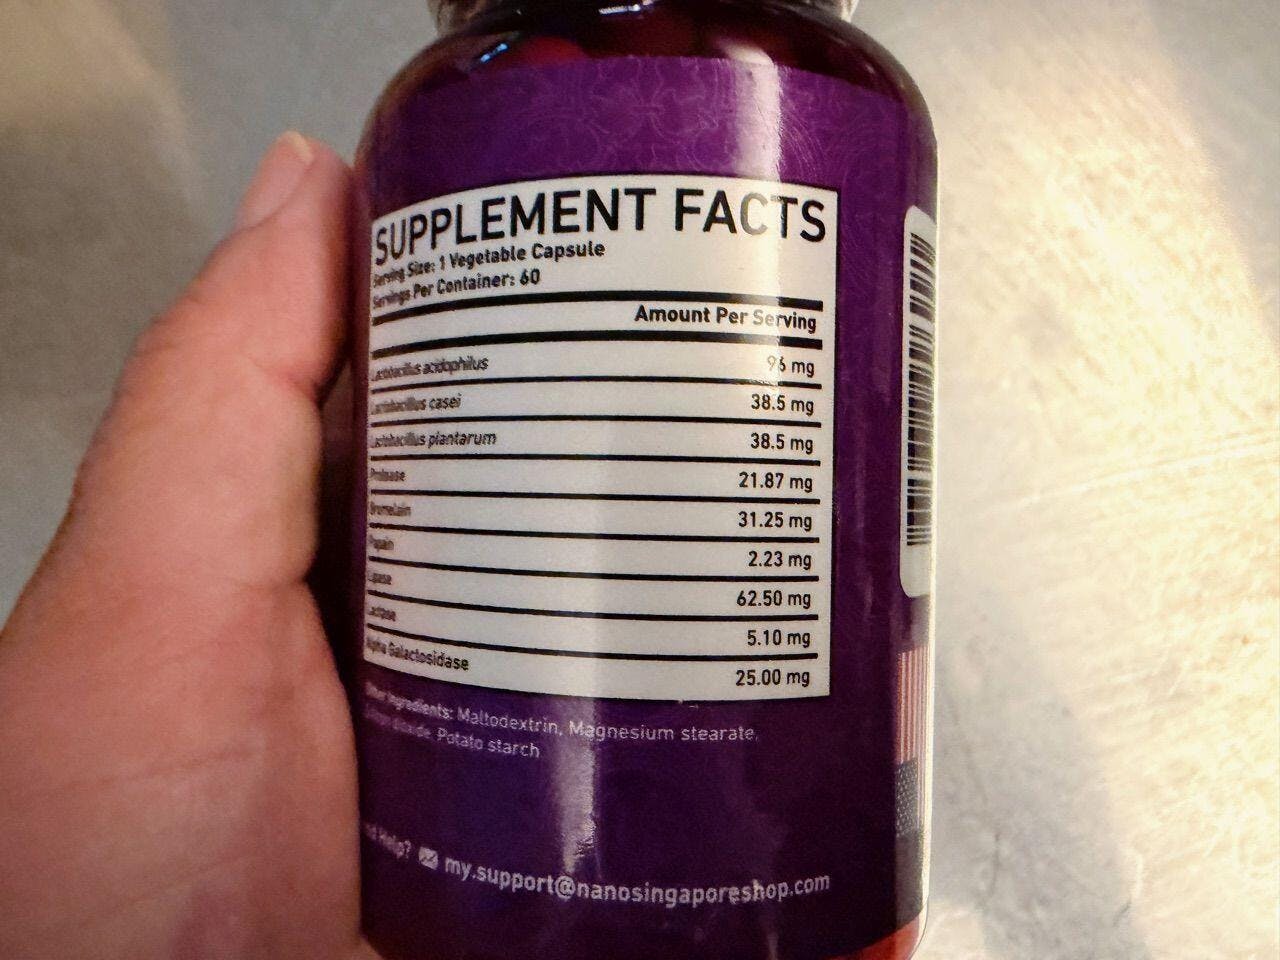 SUPPLEMENT FACTS
Serving Size: 1 Vegetable Capsule
Servings Per Container: 60
Amount Per Serving
Lactobacillus acidophilus 96 mg
Lactobacillus casei 38.5 mg
Lactobacillus plantarum 38.5 mg
21.87 mg
Bromelain 31.25 mg
Papain 2.23 mg
Lipase 62.50 mg
Lactase 5.10 mg
Alpha Galactosidase 25.00 mg
Other Ingredients: Maltodextrin, Magnesium stearate,
Potato starch
Help? my.support@nanosingaporeshop.com